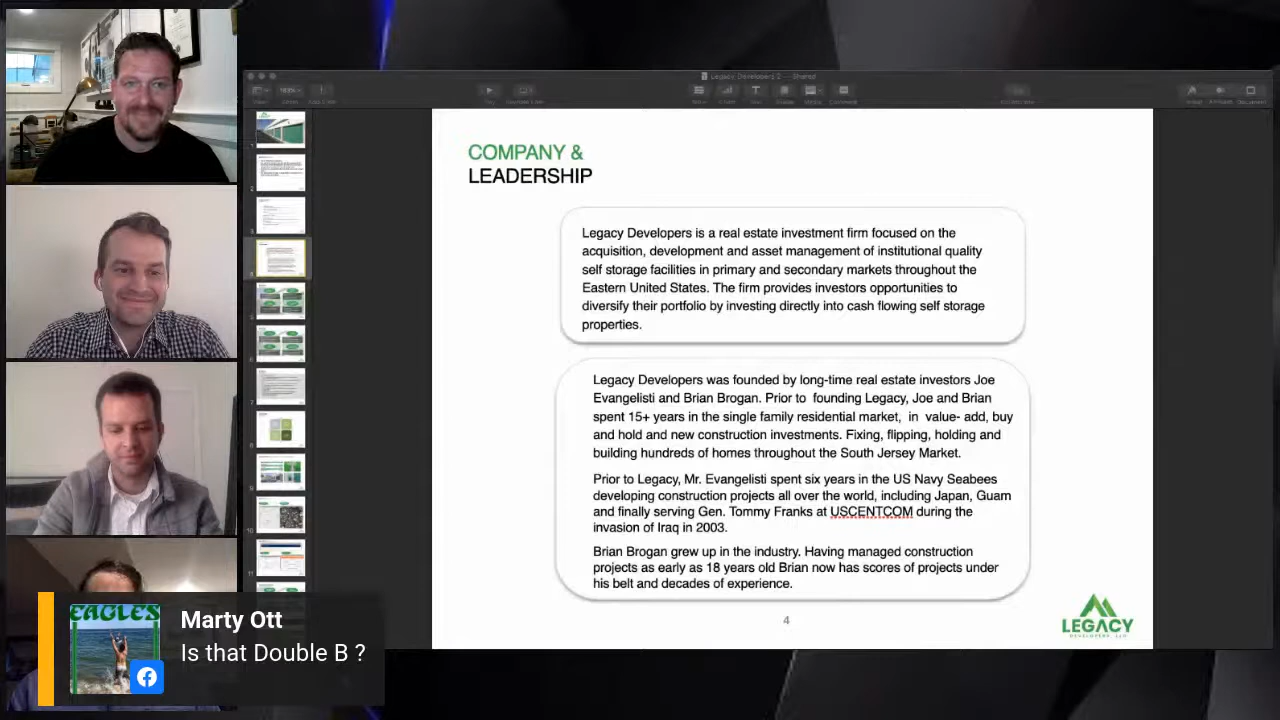 Legacy Developers 2 — Shared
COMPANY &
LEADERSHIP
Legacy Developers is a real estate investment firm focused on the
acquisition, development and asset management of institutional quality
self storage facilities in primary and secondary markets throughout the
Eastern United States. The firm provides investors opportunities to
diversify their portfolio by investing directly into cash flowing self storage
properties.
Legacy Developers was founded by long-time real estate investors Joe
Evangelisti and Brian Brogan. Prior to founding Legacy, Joe and Brian
spent 15+ years in the single family residential market, in value- add, buy
and hold and new construction investments. Fixing, flipping, holding and
building hundreds of homes throughout the South Jersey Market.
Prior to Legacy, Mr. Evangelisti spent six years in the US Navy Seabees
developing construction projects all over the world, including Japan, Guam
and finally serving Gen. Tommy Franks at USCENTCOM during the
invasion of Iraq in 2003.
Brian Brogan grew up in the industry. Having managed construction
projects as early as 18 years old Brian now has scores of projects under
his belt and decades of experience.
4
LEGACY
DEVELOPERS, LLC
EAGLES
Marty Ott
Is that Double B ?